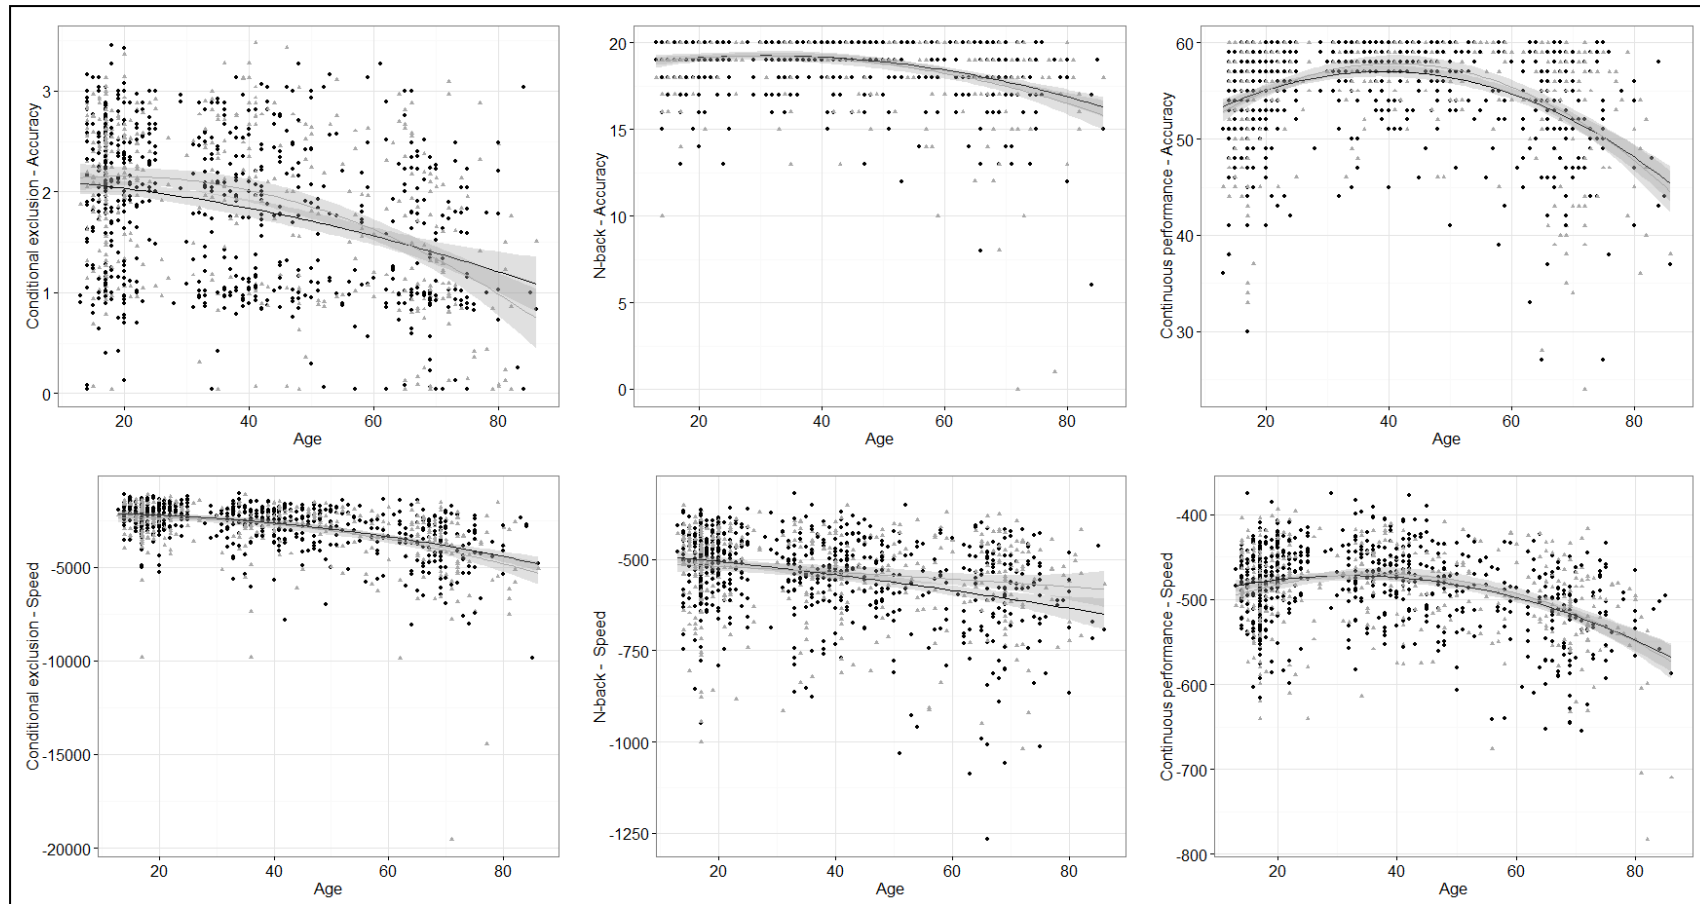 Conditional exclusion - Accuracy
3
2
1
0
20 40 60 80
Age
N-back - Accuracy
20
15
10
5
0
20 40 60 80
Age
Continuous performance - Accuracy
60
50
40
30
20 40 60 80
Age
Conditional exclusion - Speed
-5000
-10000
-15000
-20000
20 40 60 80
Age
N-back - Speed
-500
-750
-1000
-1250
20 40 60 80
Age
Continuous performance - Speed
-400
-500
-600
-700
-800
20 40 60 80
Age